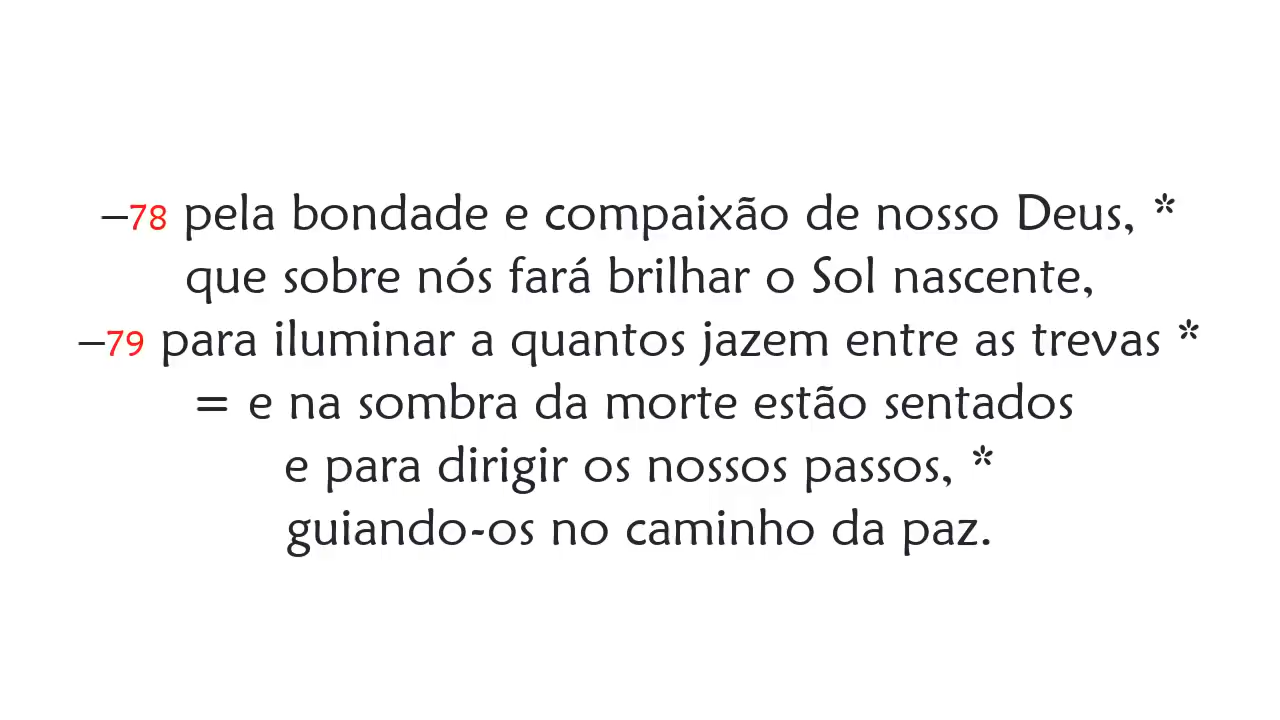 –78 pela bondade e compaixão de nosso Deus, *
que sobre nós fará brilhar o Sol nascente,
–79 para iluminar a quantos jazem entre as trevas *
= e na sombra da morte estão sentados
e para dirigir os nossos passos, *
guiando-os no caminho da paz.